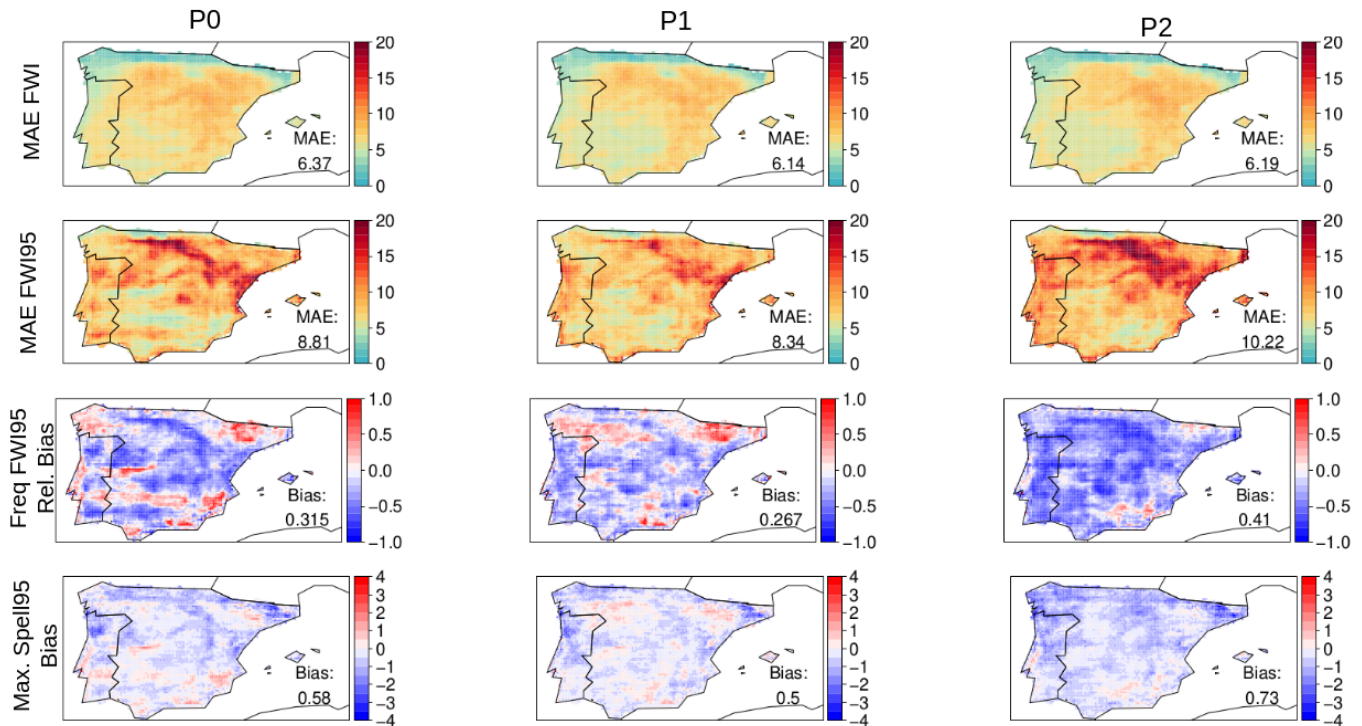 P0 P1 P2
MAE FWI
20 20 20
15 15 15
10 10 10
MAE: MAE: MAE:
5 5 5
6.37 6.14 6.19
0 0 0
MAE FWI95
20 20 20
15 15 15
10 10 10
MAE: MAE: MAE:
5 5 5
8.81 8.34 10.22
0 0 0
Freq FWI95
Rel. Bias
1.0 1.0 1.0
0.5 0.5 0.5
0.0 0.0 0.0
Bias: Bias: Bias:
−0.5 −0.5 −0.5
0.315 0.267 0.41
−1.0 −1.0 −1.0
Max. Spell95
Bias
4 4 4
3 3 3
2 2 2
1 1 1
0 0 0
−1 −1 −1
Bias: Bias: Bias:
−2 −2 −2
0.58 0.5 0.73
−3 −3 −3
−4 −4 −4